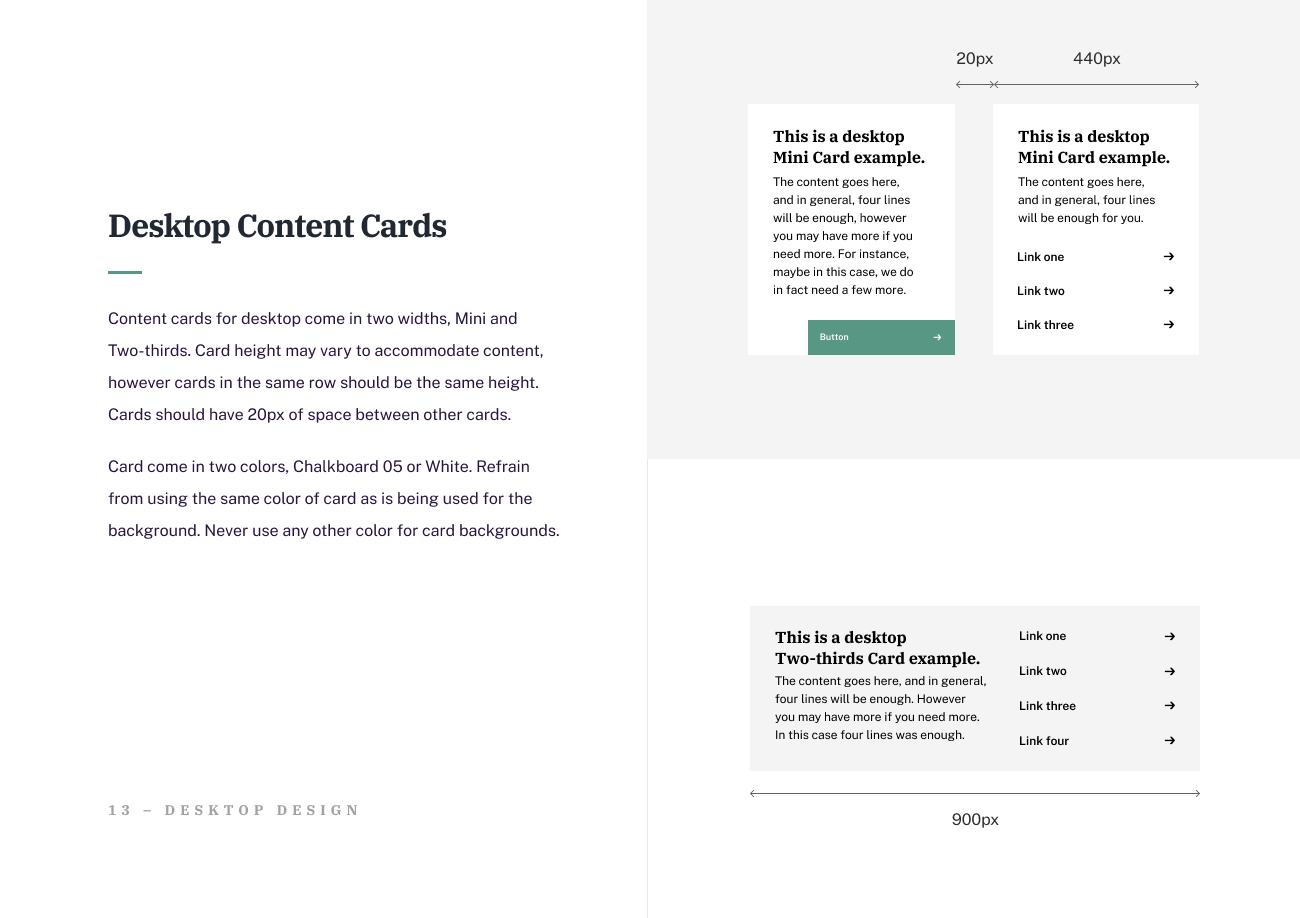 Desktop Content Cards
Content cards for desktop come in two widths, Mini and
Two-thirds. Card height may vary to accommodate content,
however cards in the same row should be the same height.
Cards should have 20px of space between other cards.
Card come in two colors, Chalkboard 05 or White. Refrain
from using the same color of card as is being used for the
background. Never use any other color for card backgrounds.
13 – DESKTOP DESIGN
20px
440px
This is a desktop
Mini Card example.
The content goes here,
and in general, four lines
will be enough, however
you may have more if you
need more. For instance,
maybe in this case, we do
in fact need a few more.
Button
This is a desktop
Mini Card example.
The content goes here,
and in general, four lines
will be enough for you.
Link one
Link two
Link three
This is a desktop
Two-thirds Card example.
The content goes here, and in general,
four lines will be enough. However
you may have more if you need more.
In this case four lines was enough.
Link one
Link two
Link three
Link four
900px